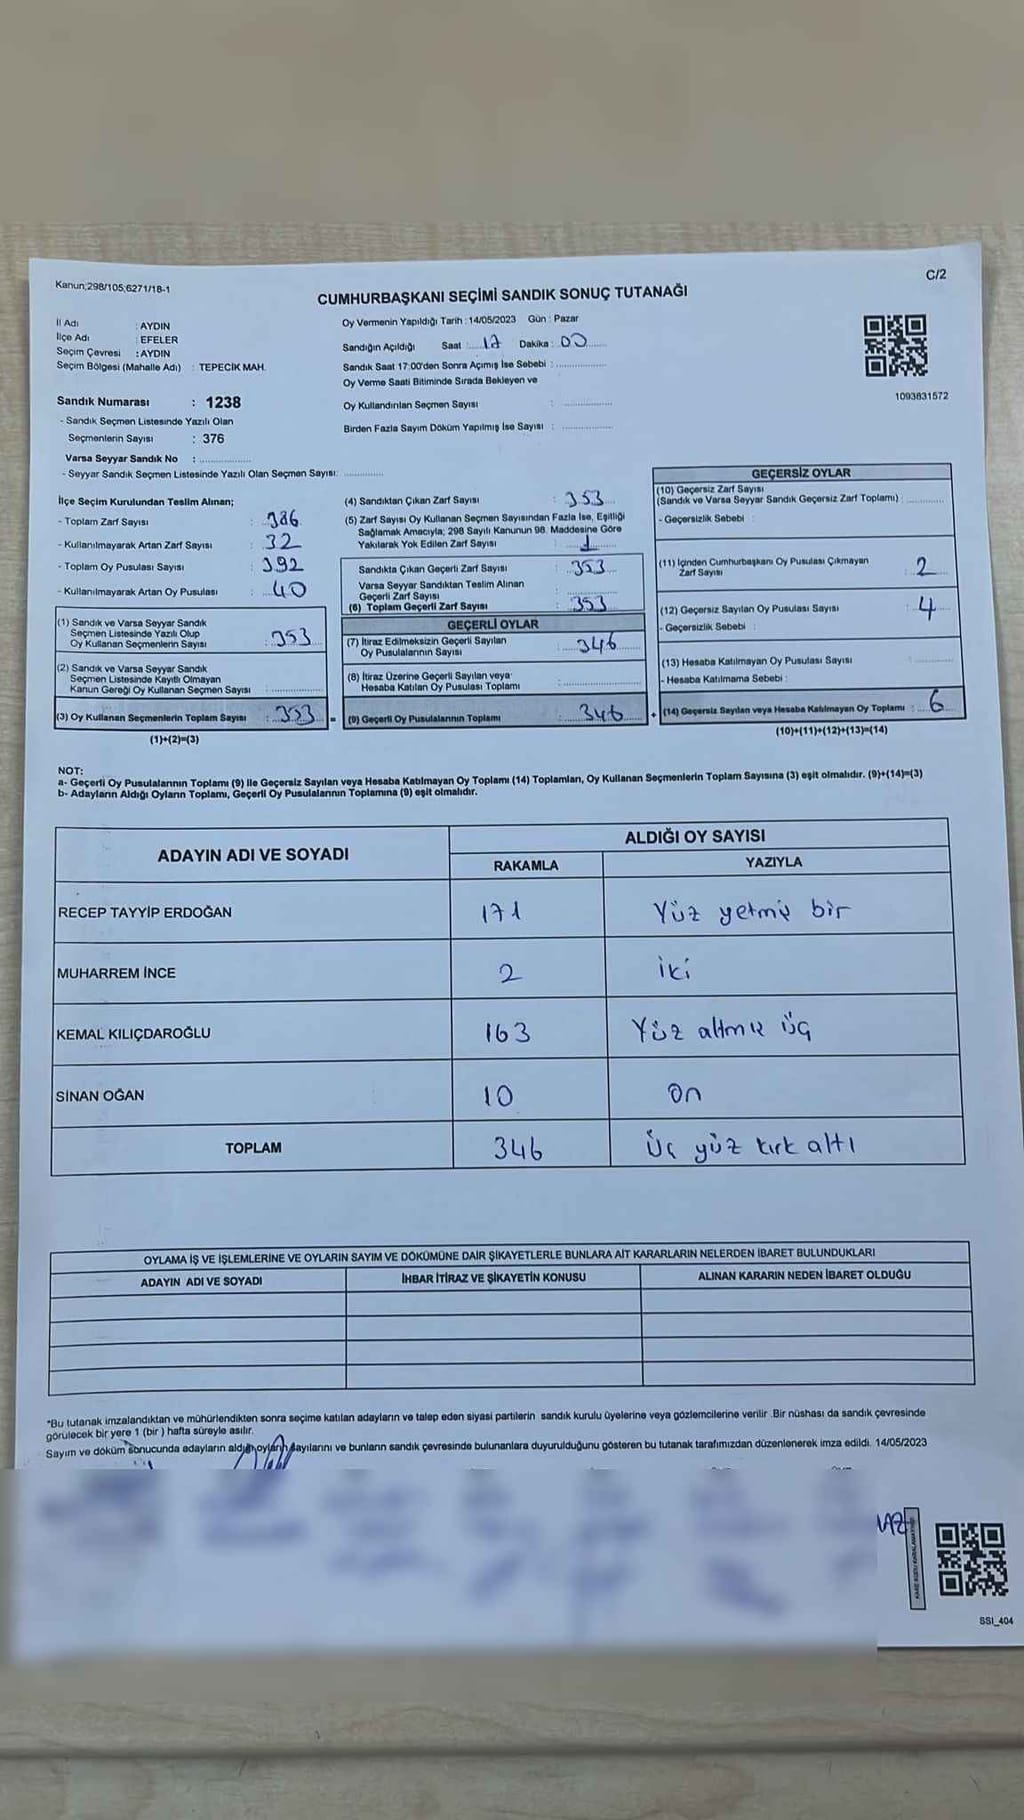 Kanun;298/105;6271/18-1
C/2
CUMHURBAŞKANI SEÇİMİ SANDIK SONUÇ TUTANAĞI
İl Adı : AYDIN
İlçe Adı : EFELER
Seçim Çevresi : AYDIN
Seçim Bölgesi (Mahalle Adı) : TEPECİK MAH.
Sandık Numarası : 1238
- Sandık Seçmen Listesinde Yazılı Olan
Seçmenlerin Sayısı : 376
Varsa Seyyar Sandık No :
- Seyyar Sandık Seçmen Listesinde Yazılı Olan Seçmen Sayısı:
Oy Vermenin Yapıldığı Tarih : 14/05/2023 Gün : Pazar
Sandığın Açıldığı Saat : 17 Dakika : 00
Sandık Saat 17:00'den Sonra Açımış İse Sebebi :
Oy Verme Saati Bitiminde Sırada Bekleyen ve
Oy Kullandırılan Seçmen Sayısı :
Birden Fazla Sayım Döküm Yapılmış İse Sayısı :
1093831572
İlçe Seçim Kurulundan Teslim Alınan;
- Toplam Zarf Sayısı : 386
- Kullanılmayarak Artan Zarf Sayısı : 32
- Toplam Oy Pusulası Sayısı : 392
- Kullanılmayarak Artan Oy Pusulası : 40
(1) Sandık ve Varsa Seyyar Sandık
Seçmen Listesinde Yazılı Olup
Oy Kullanan Seçmenlerin Sayısı : 353
(2) Sandık ve Varsa Seyyar Sandık
Seçmen Listesinde Kayıtlı Olmayan
Kanun Gereği Oy Kullanan Seçmen Sayısı
(3) Oy Kullanan Seçmenlerin Toplam Sayısı : 353 =
(1)+(2)=(3)
(4) Sandıktan Çıkan Zarf Sayısı : 353
(5) Zarf Sayısı Oy Kullanan Seçmen Sayısından Fazla İse, Eşitliği
Sağlamak Amacıyla; 298 Sayılı Kanunun 98. Maddesine Göre
Yakılarak Yok Edilen Zarf Sayısı : 1
Sandıkta Çıkan Geçerli Zarf Sayısı : 353
Varsa Seyyar Sandıktan Teslim Alınan
Geçerli Zarf Sayısı
(6) Toplam Geçerli Zarf Sayısı : 353
GEÇERLİ OYLAR
(7) İtiraz Edilmeksizin Geçerli Sayılan
Oy Pusulalarının Sayısı : 346
(8) İtiraz Üzerine Geçerli Sayılan veya
Hesaba Katılan Oy Pusulası Toplamı :
(9) Geçerli Oy Pusulalarının Toplamı : 346 +
GEÇERSİZ OYLAR
(10) Geçersiz Zarf Sayısı
(Sandık ve Varsa Seyyar Sandık Geçersiz Zarf Toplamı) :
- Geçersizlik Sebebi :
(11) İçinden Cumhurbaşkanı Oy Pusulası Çıkmayan
Zarf Sayısı : 2
(12) Geçersiz Sayılan Oy Pusulası Sayısı : 4
- Geçersizlik Sebebi :
(13) Hesaba Katılmayan Oy Pusulası Sayısı :
- Hesaba Katılmama Sebebi :
(14) Geçersiz Sayılan veya Hesaba Katılmayan Oy Toplamı : 6
(10)+(11)+(12)+(13)=(14)
NOT:
a- Geçerli Oy Pusulalarının Toplamı (9) ile Geçersiz Sayılan veya Hesaba Katılmayan Oy Toplamı (14) Toplamları, Oy Kullanan Seçmenlerin Toplam Sayısına (3) eşit olmalıdır. (9)+(14)=(3)
b- Adayların Aldığı Oyların Toplamı, Geçerli Oy Pusulalarının Toplamına (9) eşit olmalıdır.
ADAYIN ADI VE SOYADI ALDIĞI OY SAYISI
RAKAMLA YAZIYLA
RECEP TAYYİP ERDOĞAN 171 Yüz yetmiş bir
MUHARREM İNCE 2 iki
KEMAL KILIÇDAROĞLU 163 Yüz altmış üç
SİNAN OĞAN 10 on
TOPLAM 346 Üç yüz kırk altı
OYLAMA İŞ VE İŞLEMLERİNE VE OYLARIN SAYIM VE DÖKÜMÜNE DAİR ŞİKAYETLERLE BUNLARA AİT KARARLARIN NELERDEN İBARET BULUNDUKLARI
ADAYIN ADI VE SOYADI İHBAR İTİRAZ VE ŞİKAYETİN KONUSU ALINAN KARARIN NEDEN İBARET OLDUĞU
*Bu tutanak imzalandıktan ve mühürlendikten sonra seçime katılan adayların ve talep eden siyasi partilerin sandık kurulu üyelerine veya gözlemcilerine verilir .Bir nüshası da sandık çevresinde
görülecek bir yere 1 (bir ) hafta süreyle asılır.
Sayım ve döküm sonucunda adayların aldığı oyların sayılarını ve bunların sandık çevresinde bulunanlara duyurulduğunu gösteren bu tutanak tarafımızdan düzenlenerek imza edildi. 14/05/2023
SSI_404